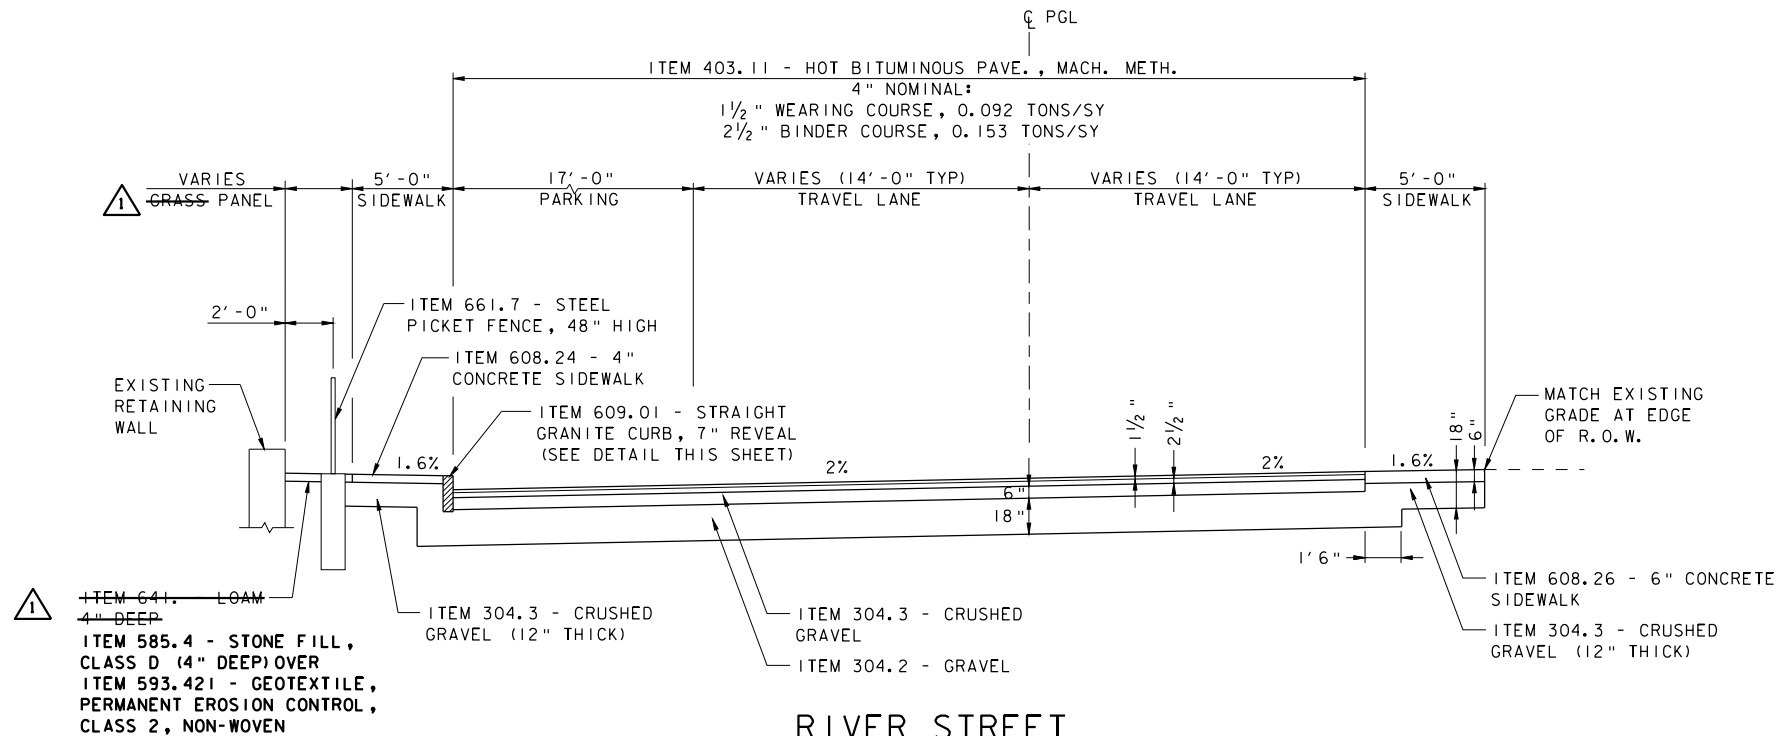 ℄ PGL
ITEM 403.11 - HOT BITUMINOUS PAVE., MACH. METH.
4" NOMINAL:
1½" WEARING COURSE, 0.092 TONS/SY
2½" BINDER COURSE, 0.153 TONS/SY
VARIES
GRASS PANEL
1
5'-0"
SIDEWALK
17'-0"
PARKING
VARIES (14'-0" TYP)
TRAVEL LANE
VARIES (14'-0" TYP)
TRAVEL LANE
5'-0"
SIDEWALK
2'-0"
ITEM 661.7 - STEEL
PICKET FENCE, 48" HIGH
ITEM 608.24 - 4"
CONCRETE SIDEWALK
EXISTING
RETAINING
WALL
ITEM 609.01 - STRAIGHT
GRANITE CURB, 7" REVEAL
(SEE DETAIL THIS SHEET)
MATCH EXISTING
GRADE AT EDGE
OF R.O.W.
1½"
2½"
18"
6"
1.6%
2%
2%
1.6%
6"
18"
1'6"
1
ITEM 641. - LOAM
4" DEEP
ITEM 585.4 - STONE FILL,
CLASS D (4" DEEP) OVER
ITEM 593.421 - GEOTEXTILE,
PERMANENT EROSION CONTROL,
CLASS 2, NON-WOVEN
ITEM 304.3 - CRUSHED
GRAVEL (12" THICK)
ITEM 304.3 - CRUSHED
GRAVEL
ITEM 304.2 - GRAVEL
ITEM 608.26 - 6" CONCRETE
SIDEWALK
ITEM 304.3 - CRUSHED
GRAVEL (12" THICK)
RIVER STREET